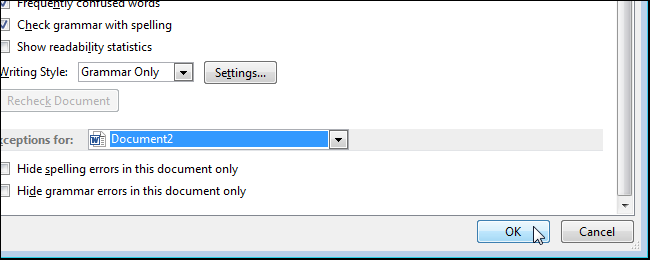 Frequently confused words
Check grammar with spelling
Show readability statistics
Writing Style: Grammar Only Settings...
Recheck Document
xceptions for: Document2
Hide spelling errors in this document only
Hide grammar errors in this document only
OK Cancel